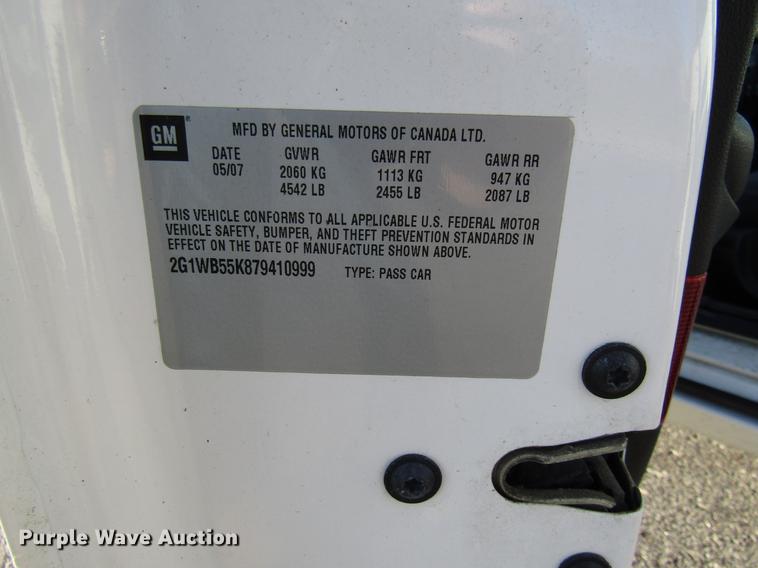 GM
MFD BY GENERAL MOTORS OF CANADA LTD.
DATE GVWR GAWR FRT GAWR RR
05/07 2060 KG 1113 KG 947 KG
4542 LB 2455 LB 2087 LB
THIS VEHICLE CONFORMS TO ALL APPLICABLE U.S. FEDERAL MOTOR
VEHICLE SAFETY, BUMPER, AND THEFT PREVENTION STANDARDS IN
EFFECT ON THE DATE OF MANUFACTURE SHOWN ABOVE.
2G1WB55K879410999 TYPE: PASS CAR
Purple Wave Auction